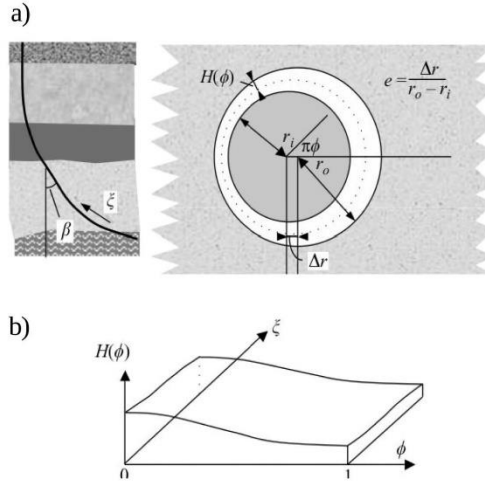 a)
H(ϕ)
e = Δr / (r_o − r_i)
r_i
πϕ
r_o
ξ
β
Δr
b)
H(ϕ)
ξ
0
1
ϕ